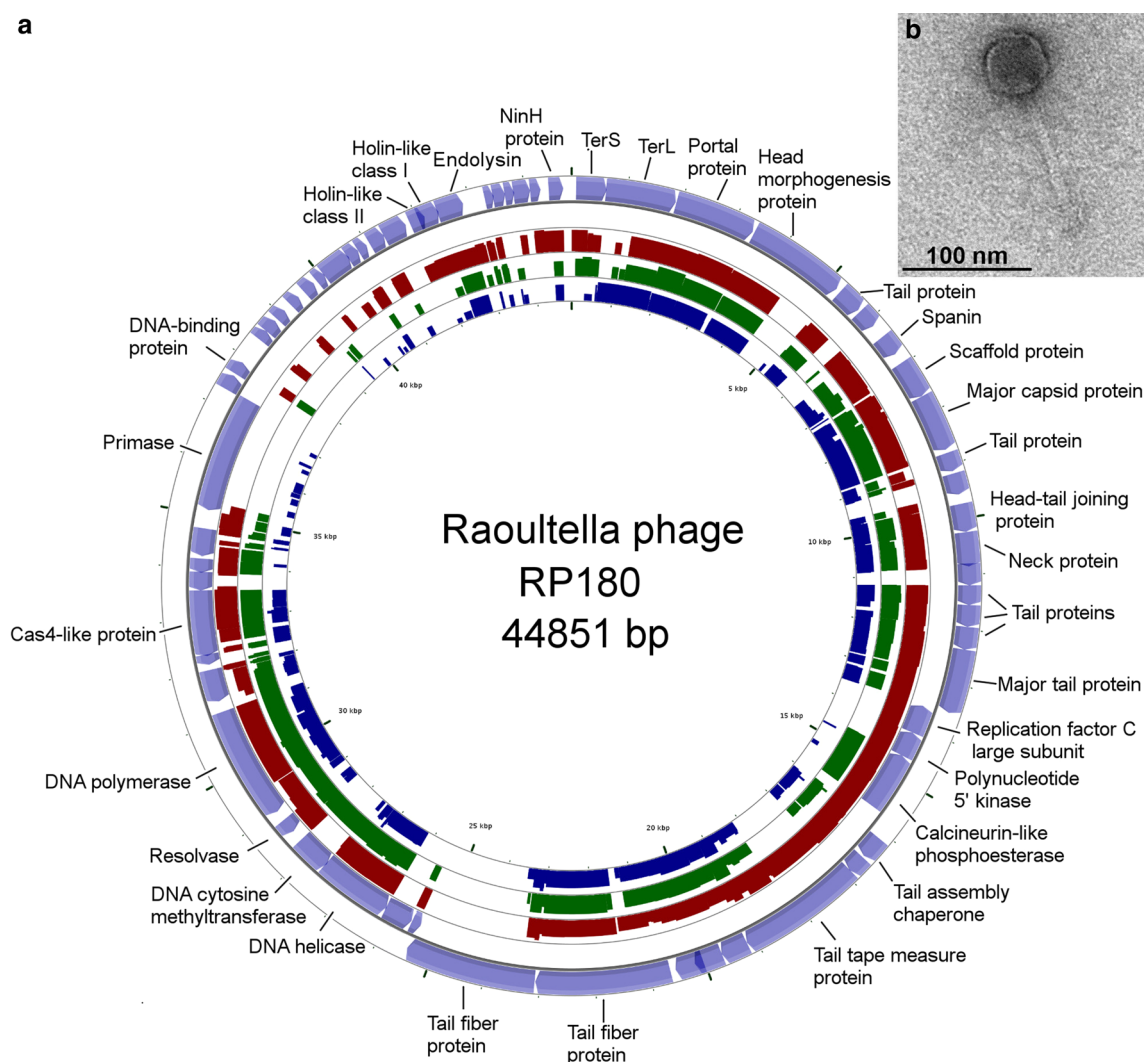 a
b
100 nm
NinH
protein
TerS
TerL
Portal
protein
Head
morphogenesis
protein
Tail protein
Spanin
Scaffold protein
Major capsid protein
Tail protein
Head-tail joining
protein
Neck protein
Tail proteins
Major tail protein
Replication factor C
large subunit
Polynucleotide
5' kinase
Calcineurin-like
phosphoesterase
Tail assembly
chaperone
Tail tape measure
protein
Tail fiber
protein
Tail fiber
protein
DNA helicase
DNA cytosine
methyltransferase
Resolvase
DNA polymerase
Cas4-like protein
Primase
DNA-binding
protein
Holin-like
class II
Holin-like
class I
Endolysin
5 kbp
10 kbp
15 kbp
20 kbp
25 kbp
30 kbp
35 kbp
40 kbp
Raoultella phage
RP180
44851 bp